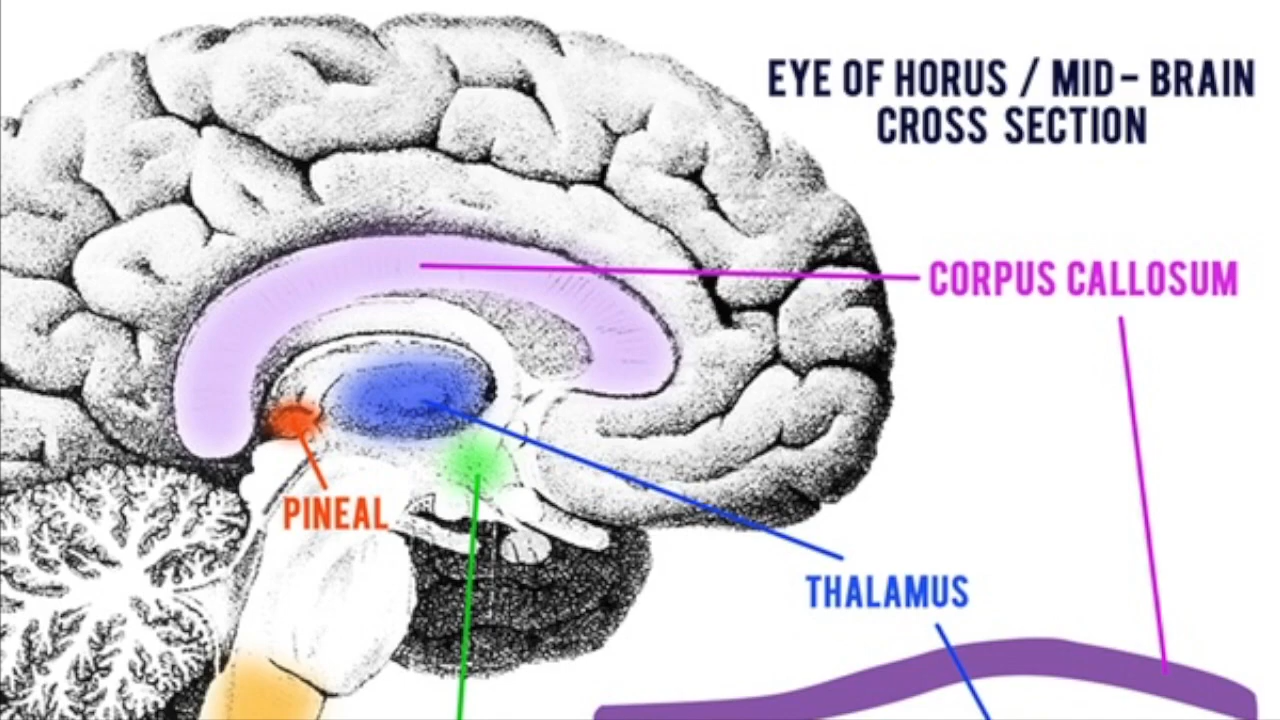 EYE OF HORUS / MID - BRAIN
CROSS SECTION
CORPUS CALLOSUM
PINEAL
THALAMUS